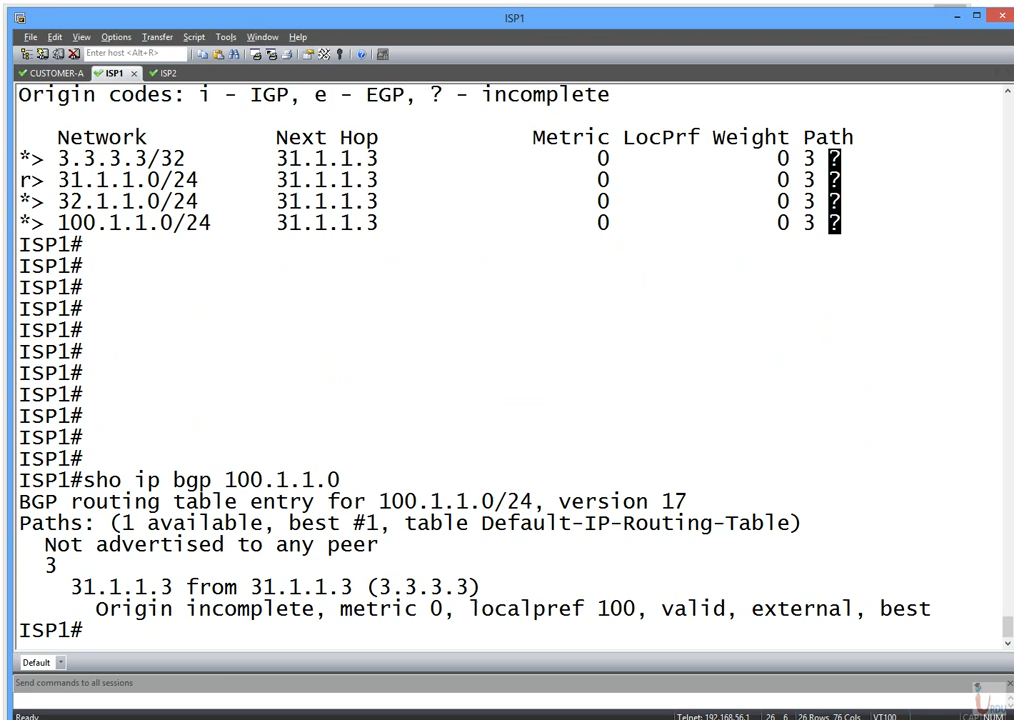 ISP1
File Edit View Options Transfer Script Tools Window Help
Enter host <Alt+R>
CUSTOMER-A ISP1 × ISP2
Origin codes: i - IGP, e - EGP, ? - incomplete
Network Next Hop Metric LocPrf Weight Path
*> 3.3.3.3/32 31.1.1.3 0 0 3 ?
r> 31.1.1.0/24 31.1.1.3 0 0 3 ?
*> 32.1.1.0/24 31.1.1.3 0 0 3 ?
*> 100.1.1.0/24 31.1.1.3 0 0 3 ?
ISP1#
ISP1#
ISP1#
ISP1#
ISP1#
ISP1#
ISP1#
ISP1#
ISP1#
ISP1#
ISP1#
ISP1#sho ip bgp 100.1.1.0
BGP routing table entry for 100.1.1.0/24, version 17
Paths: (1 available, best #1, table Default-IP-Routing-Table)
Not advertised to any peer
3
31.1.1.3 from 31.1.1.3 (3.3.3.3)
Origin incomplete, metric 0, localpref 100, valid, external, best
ISP1#
Default
Send commands to all sessions
Ready Telnet: 192.168.56.1 26, 6 26 Rows, 76 Cols VT100 CAP NUM